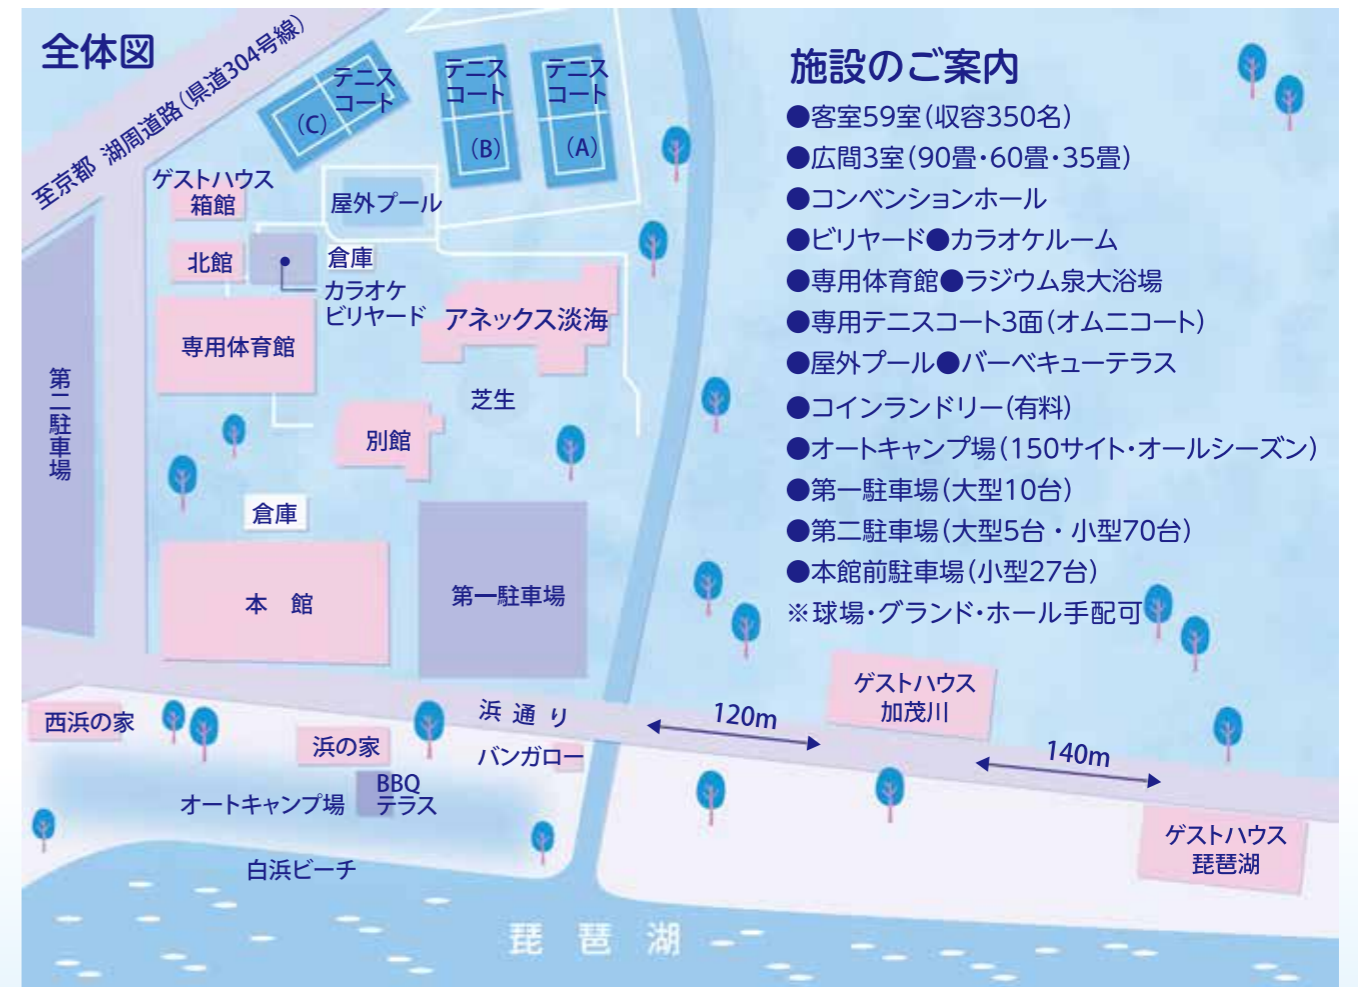 全体図
至京都 湖周道路(県道304号線)
テニス
コート
(C)
テニス
コート
(B)
テニス
コート
(A)
ゲストハウス
箱館
屋外プール
北館
倉庫
カラオケ
ビリヤード
アネックス淡海
専用体育館
第二駐車場
芝生
別館
倉庫
本 館
第一駐車場
浜通り
西浜の家
浜の家
バンガロー
BBQ
テラス
オートキャンプ場
白浜ビーチ
琵琶湖
120m
ゲストハウス
加茂川
140m
ゲストハウス
琵琶湖
施設のご案内
●客室59室(収容350名)
●広間3室(90畳・60畳・35畳)
●コンベンションホール
●ビリヤード●カラオケルーム
●専用体育館●ラジウム泉大浴場
●専用テニスコート3面(オムニコート)
●屋外プール●バーベキューテラス
●コインランドリー(有料)
●オートキャンプ場(150サイト・オールシーズン)
●第一駐車場(大型10台)
●第二駐車場(大型5台・小型70台)
●本館前駐車場(小型27台)
※球場・グランド・ホール手配可